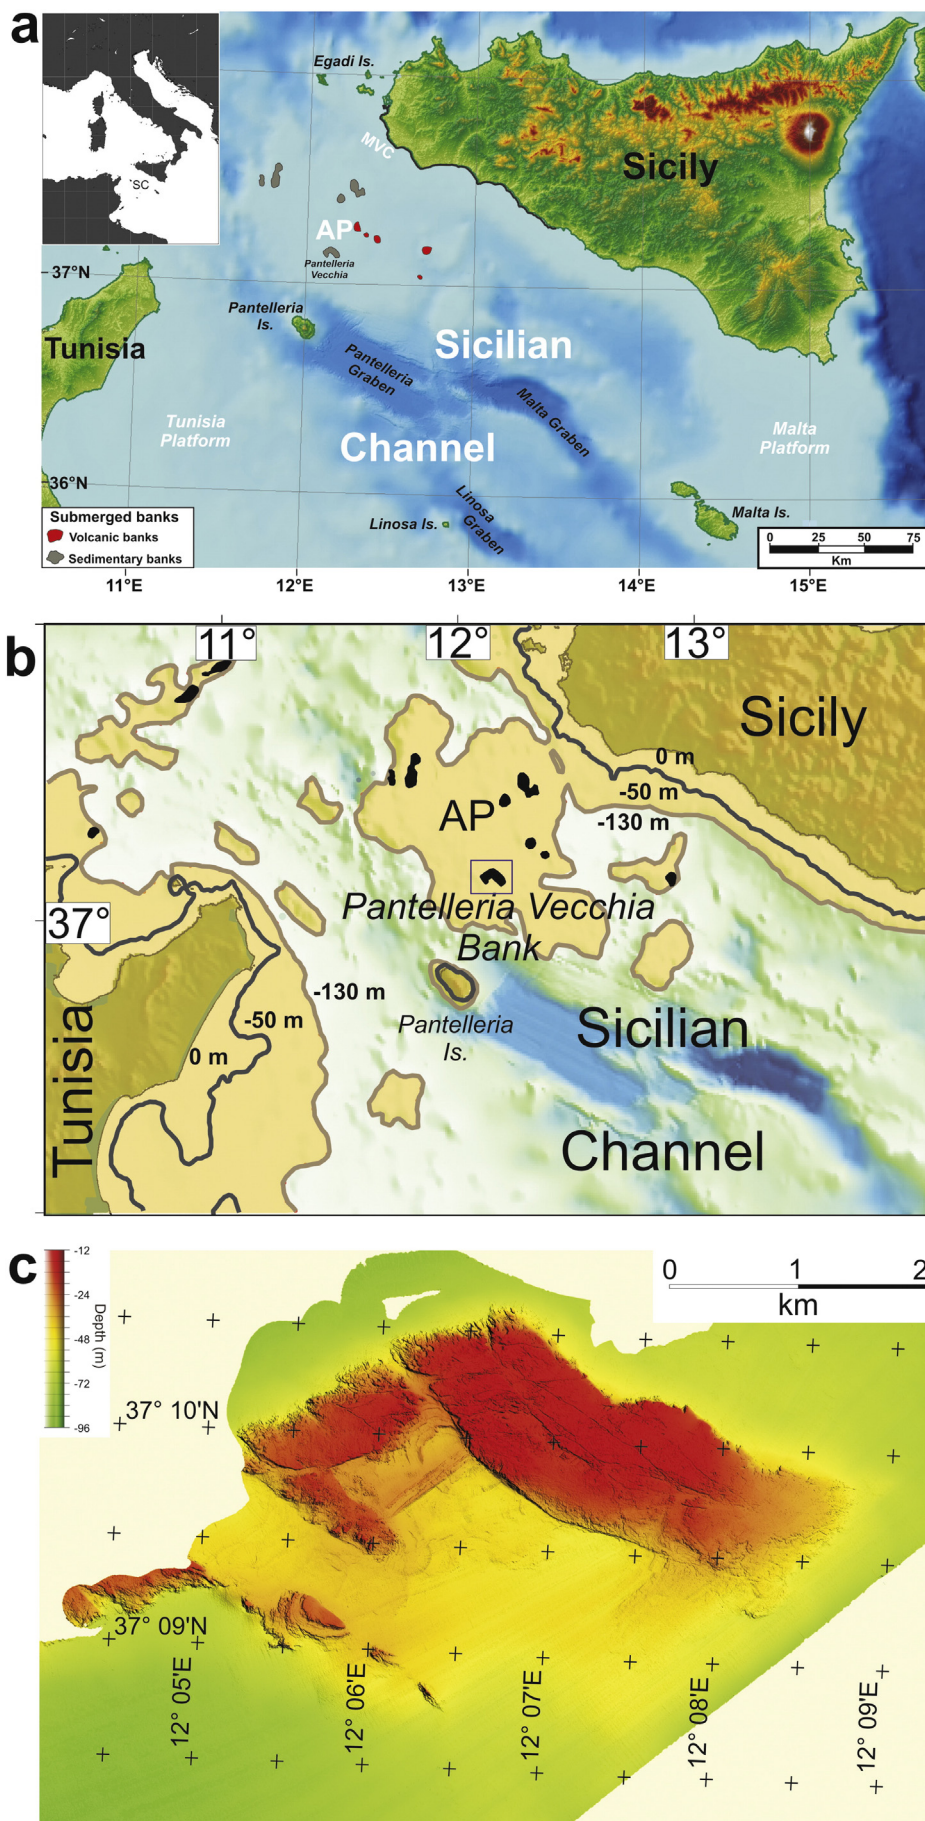 a
SC
Egadi Is.
MVC
Sicily
AP
Pantelleria
Vecchia
37°N
Pantelleria
Is.
Tunisia
Sicilian
Pantelleria
Graben
Malta Graben
Tunisia
Platform
Malta
Platform
Channel
36°N
Linosa
Graben
Linosa Is.
Malta Is.
Submerged banks
Volcanic banks
Sedimentary banks
0 25 50 75
Km
11°E 12°E 13°E 14°E 15°E
b
11° 12° 13°
Sicily
0 m
-50 m
-130 m
AP
37°
Pantelleria Vecchia
Bank
-130 m
-50 m
0 m
Pantelleria
Is.
Sicilian
Tunisia
Channel
c
-12
-24
-48
-72
-96
Depth (m)
0 1 2
km
37° 10'N
37° 09'N
12° 05'E
12° 06'E
12° 07'E
12° 08'E
12° 09'E